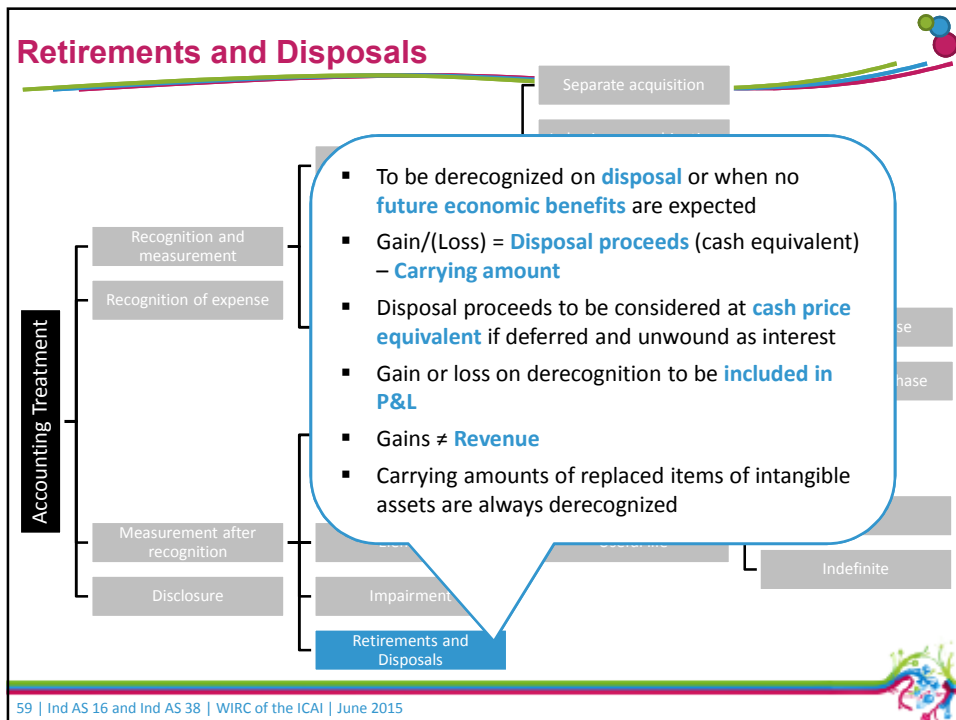 Retirements and Disposals
Separate acquisition
▪ To be derecognized on disposal or when no
future economic benefits are expected
▪ Gain/(Loss) = Disposal proceeds (cash equivalent)
– Carrying amount
▪ Disposal proceeds to be considered at cash price
equivalent if deferred and unwound as interest
▪ Gain or loss on derecognition to be included in
P&L
▪ Gains ≠ Revenue
▪ Carrying amounts of replaced items of intangible
assets are always derecognized
Accounting Treatment
Recognition and
measurement
Recognition of expense
Measurement after
recognition
Disclosure
Impairment
Retirements and
Disposals
Useful life
Indefinite
59 | Ind AS 16 and Ind AS 38 | WIRC of the ICAI | June 2015